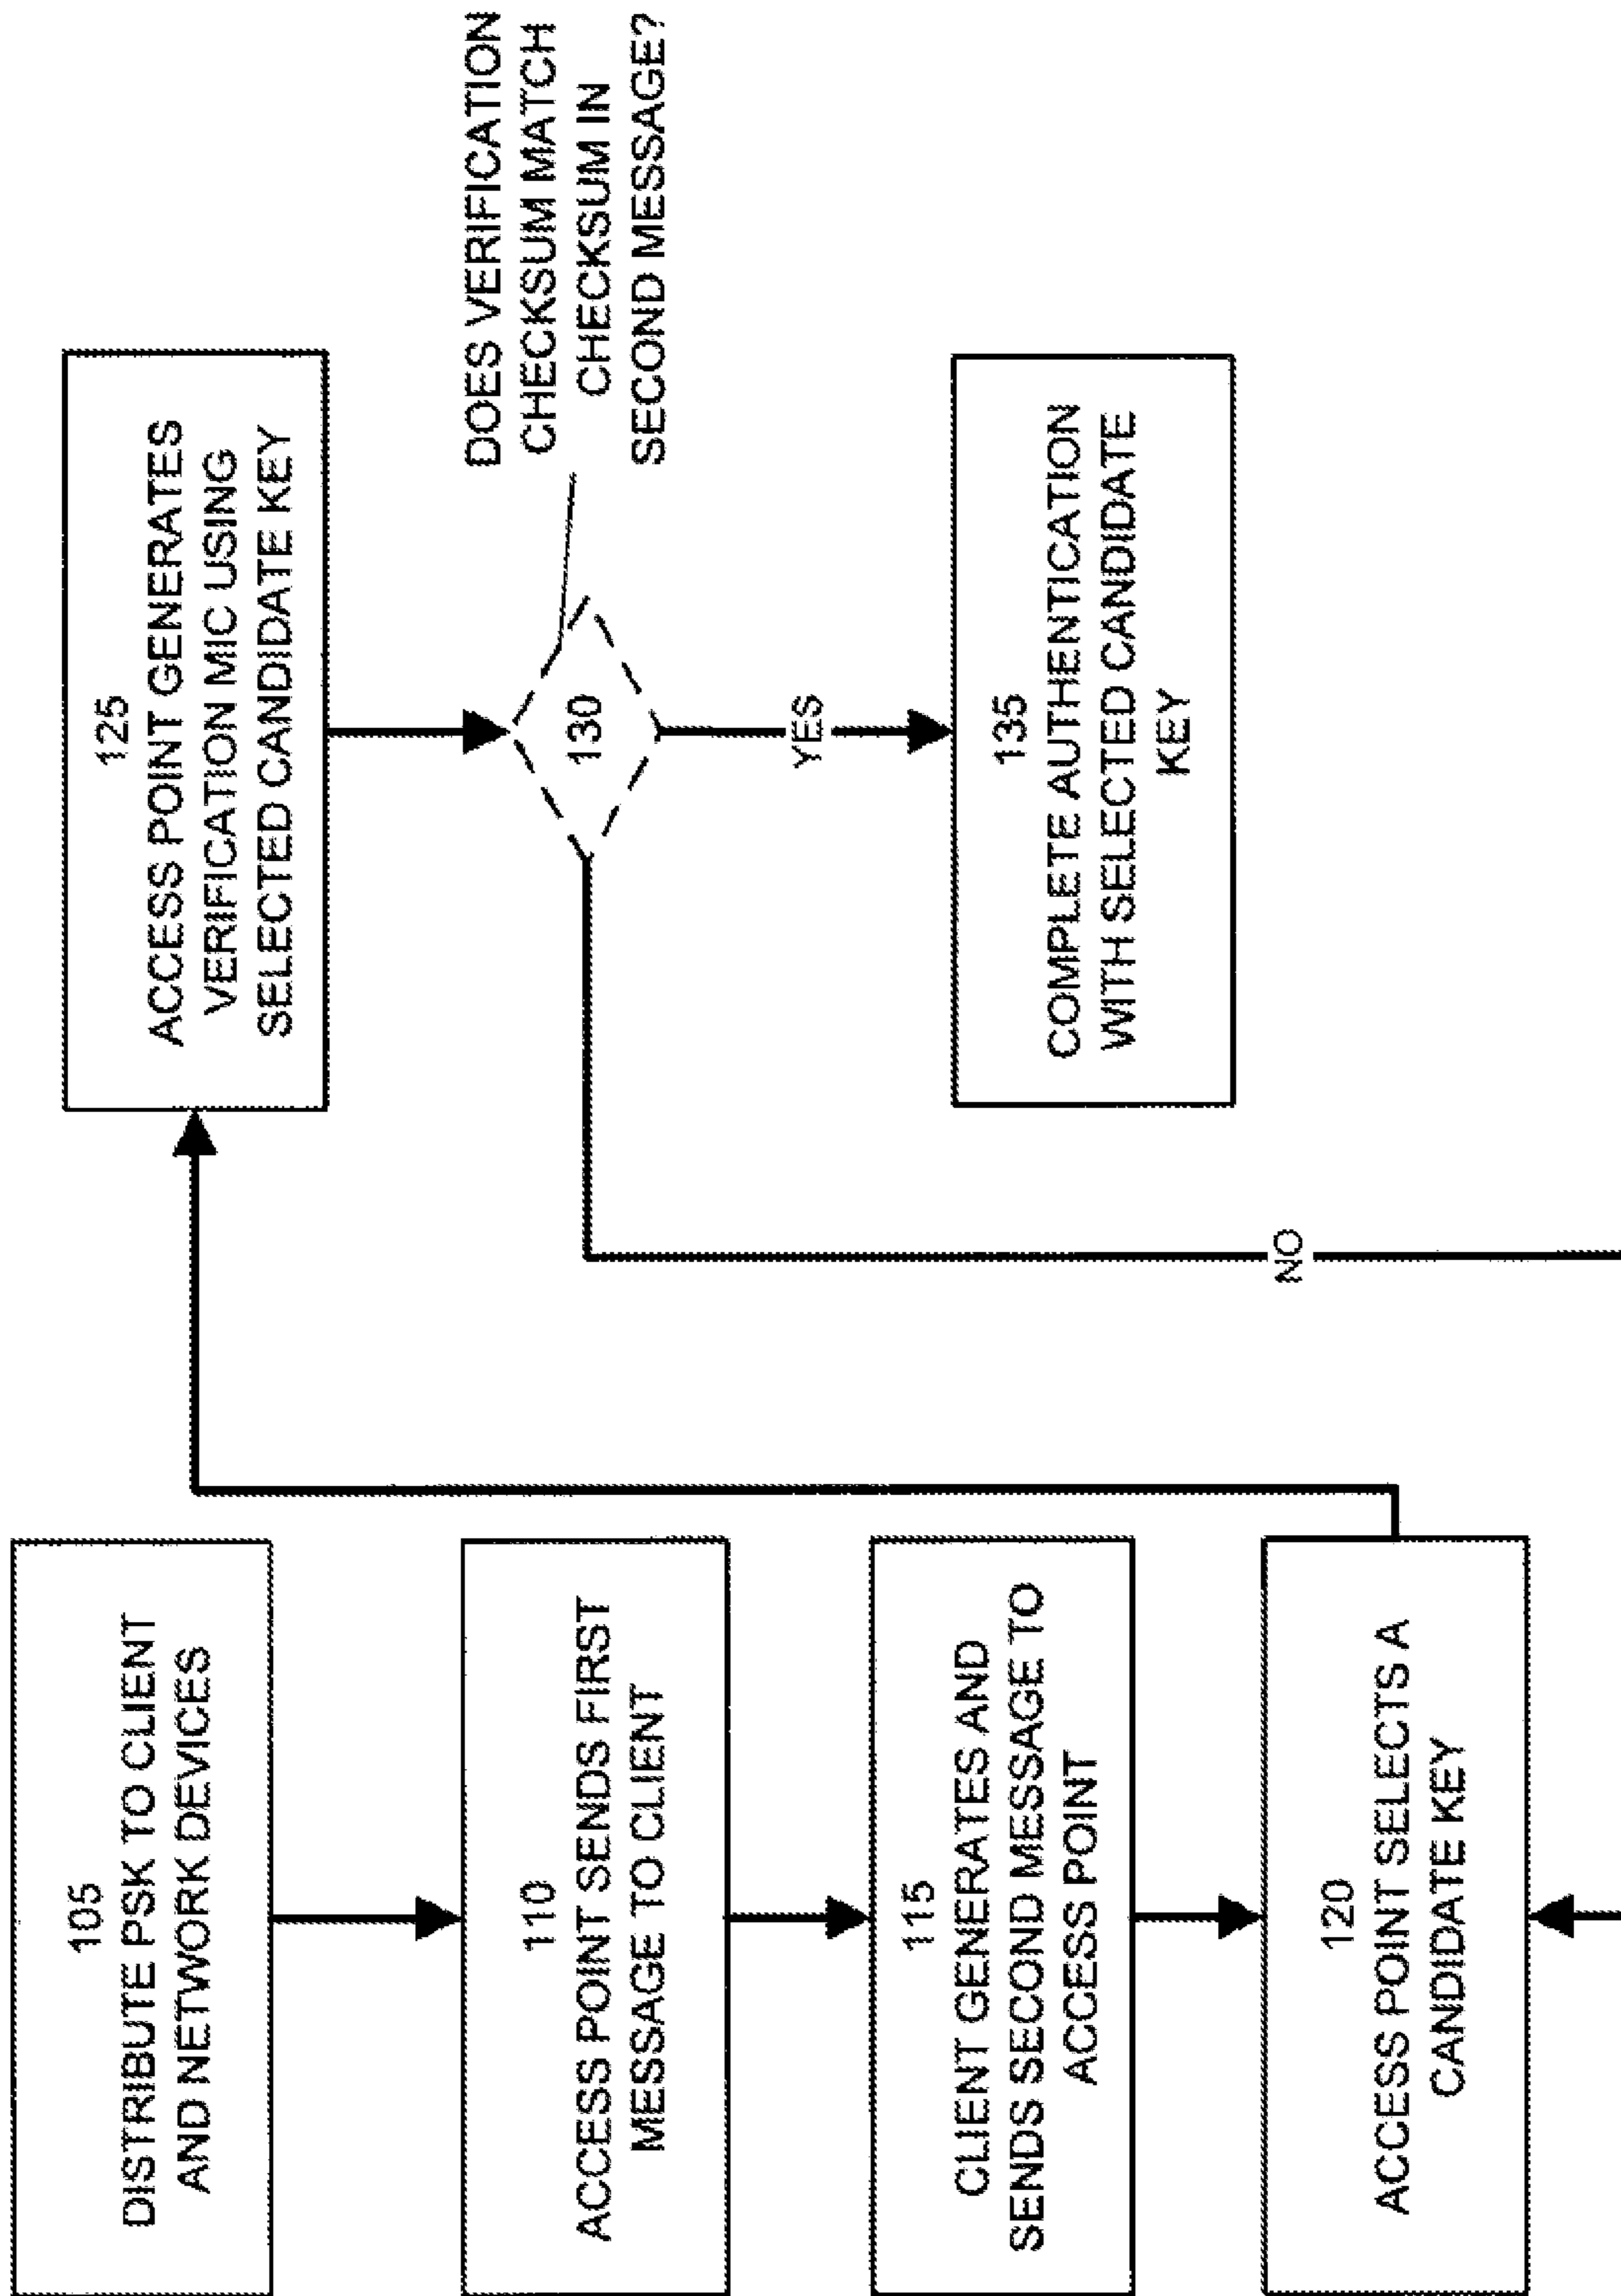 105
DISTRIBUTE PSK TO CLIENT
AND NETWORK DEVICES
110
ACCESS POINT SENDS FIRST
MESSAGE TO CLIENT
115
CLIENT GENERATES AND
SENDS SECOND MESSAGE TO
ACCESS POINT
120
ACCESS POINT SELECTS A
CANDIDATE KEY
125
ACCESS POINT GENERATES
VERIFICATION MIC USING
SELECTED CANDIDATE KEY
130
DOES VERIFICATION
CHECKSUM MATCH
CHECKSUM IN
SECOND MESSAGE?
YES
NO
135
COMPLETE AUTHENTICATION
WITH SELECTED CANDIDATE
KEY